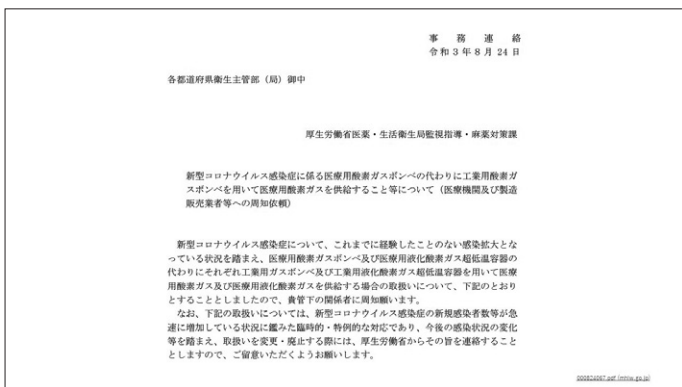 事　務　連　絡
令和３年８月24日
各都道府県衛生主管部（局）御中
厚生労働省医薬・生活衛生局監視指導・麻薬対策課
新型コロナウイルス感染症に係る医療用酸素ガスボンベの代わりに工業用酸素ガ
スボンベを用いて医療用酸素ガスを供給すること等について（医療機関及び製造
販売業者等への周知依頼）
新型コロナウイルス感染症について、これまでに経験したことのない感染拡大とな
っている状況を踏まえ、医療用酸素ガスボンベ及び医療用液化酸素ガス超低温容器の
代わりにそれぞれ工業用ガスボンベ及び工業用液化酸素ガス超低温容器を用いて医療
用酸素ガス及び医療用液化酸素ガスを供給する場合の取扱いについて、下記のとおり
とすることとしましたので、貴管下の関係者に周知願います。
なお、下記の取扱いについては、新型コロナウイルス感染症の新規感染者数等が急
速に増加している状況に鑑みた臨時的・特例的な対応であり、今後の感染状況の変化
等を踏まえ、取扱いを変更・廃止する際には、厚生労働省からその旨を連絡すること
としますので、ご留意いただくようお願いします。
000824067.pdf (mhlw.go.jp)